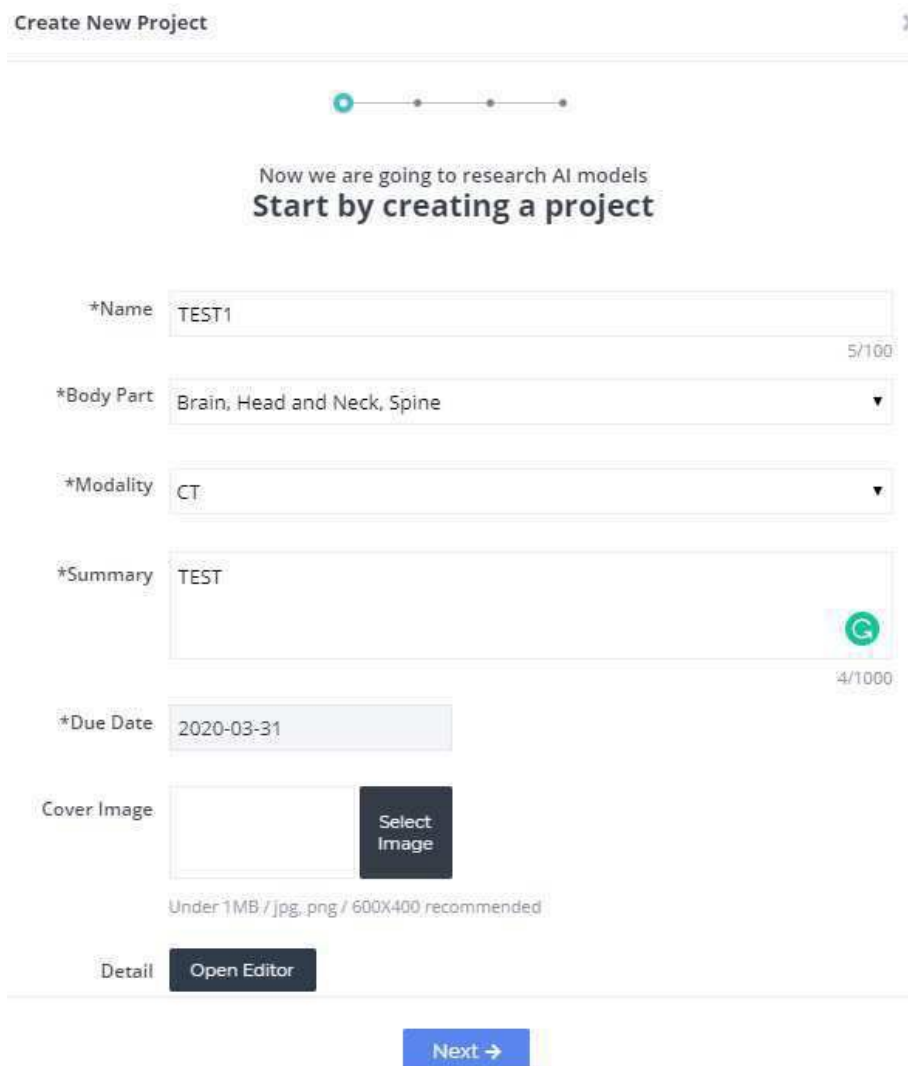 Create New Project
Now we are going to research AI models
Start by creating a project
*Name TEST1
5/100
*Body Part Brain, Head and Neck, Spine
*Modality CT
*Summary TEST
4/1000
*Due Date 2020-03-31
Cover Image
Select
Image
Under 1MB / jpg, png / 600X400 recommended
Detail Open Editor
Next →